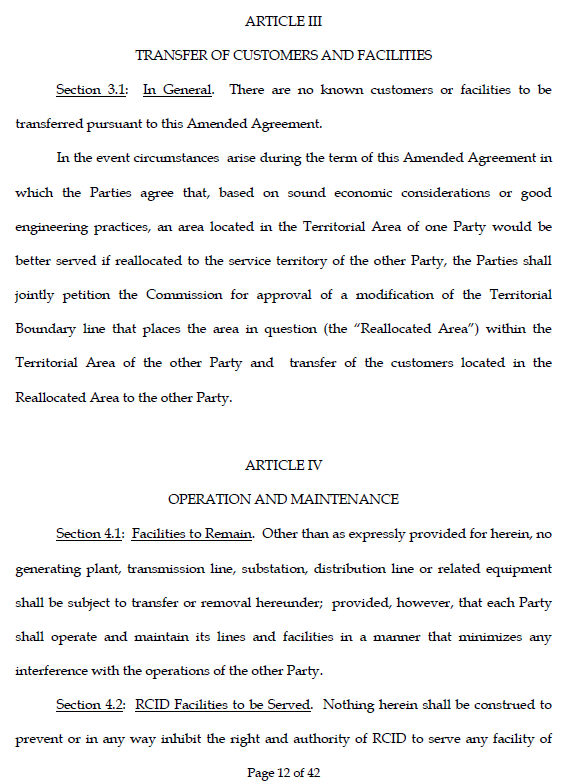 ARTICLE III
TRANSFER OF CUSTOMERS AND FACILITIES
Section 3.1: In General. There are no known customers or facilities to be
transferred pursuant to this Amended Agreement.
In the event circumstances arise during the term of this Amended Agreement in
which the Parties agree that, based on sound economic considerations or good
engineering practices, an area located in the Territorial Area of one Party would be
better served if reallocated to the service territory of the other Party, the Parties shall
jointly petition the Commission for approval of a modification of the Territorial
Boundary line that places the area in question (the “Reallocated Area”) within the
Territorial Area of the other Party and transfer of the customers located in the
Reallocated Area to the other Party.
ARTICLE IV
OPERATION AND MAINTENANCE
Section 4.1: Facilities to Remain. Other than as expressly provided for herein, no
generating plant, transmission line, substation, distribution line or related equipment
shall be subject to transfer or removal hereunder; provided, however, that each Party
shall operate and maintain its lines and facilities in a manner that minimizes any
interference with the operations of the other Party.
Section 4.2: RCID Facilities to be Served. Nothing herein shall be construed to
prevent or in any way inhibit the right and authority of RCID to serve any facility of
Page 12 of 42